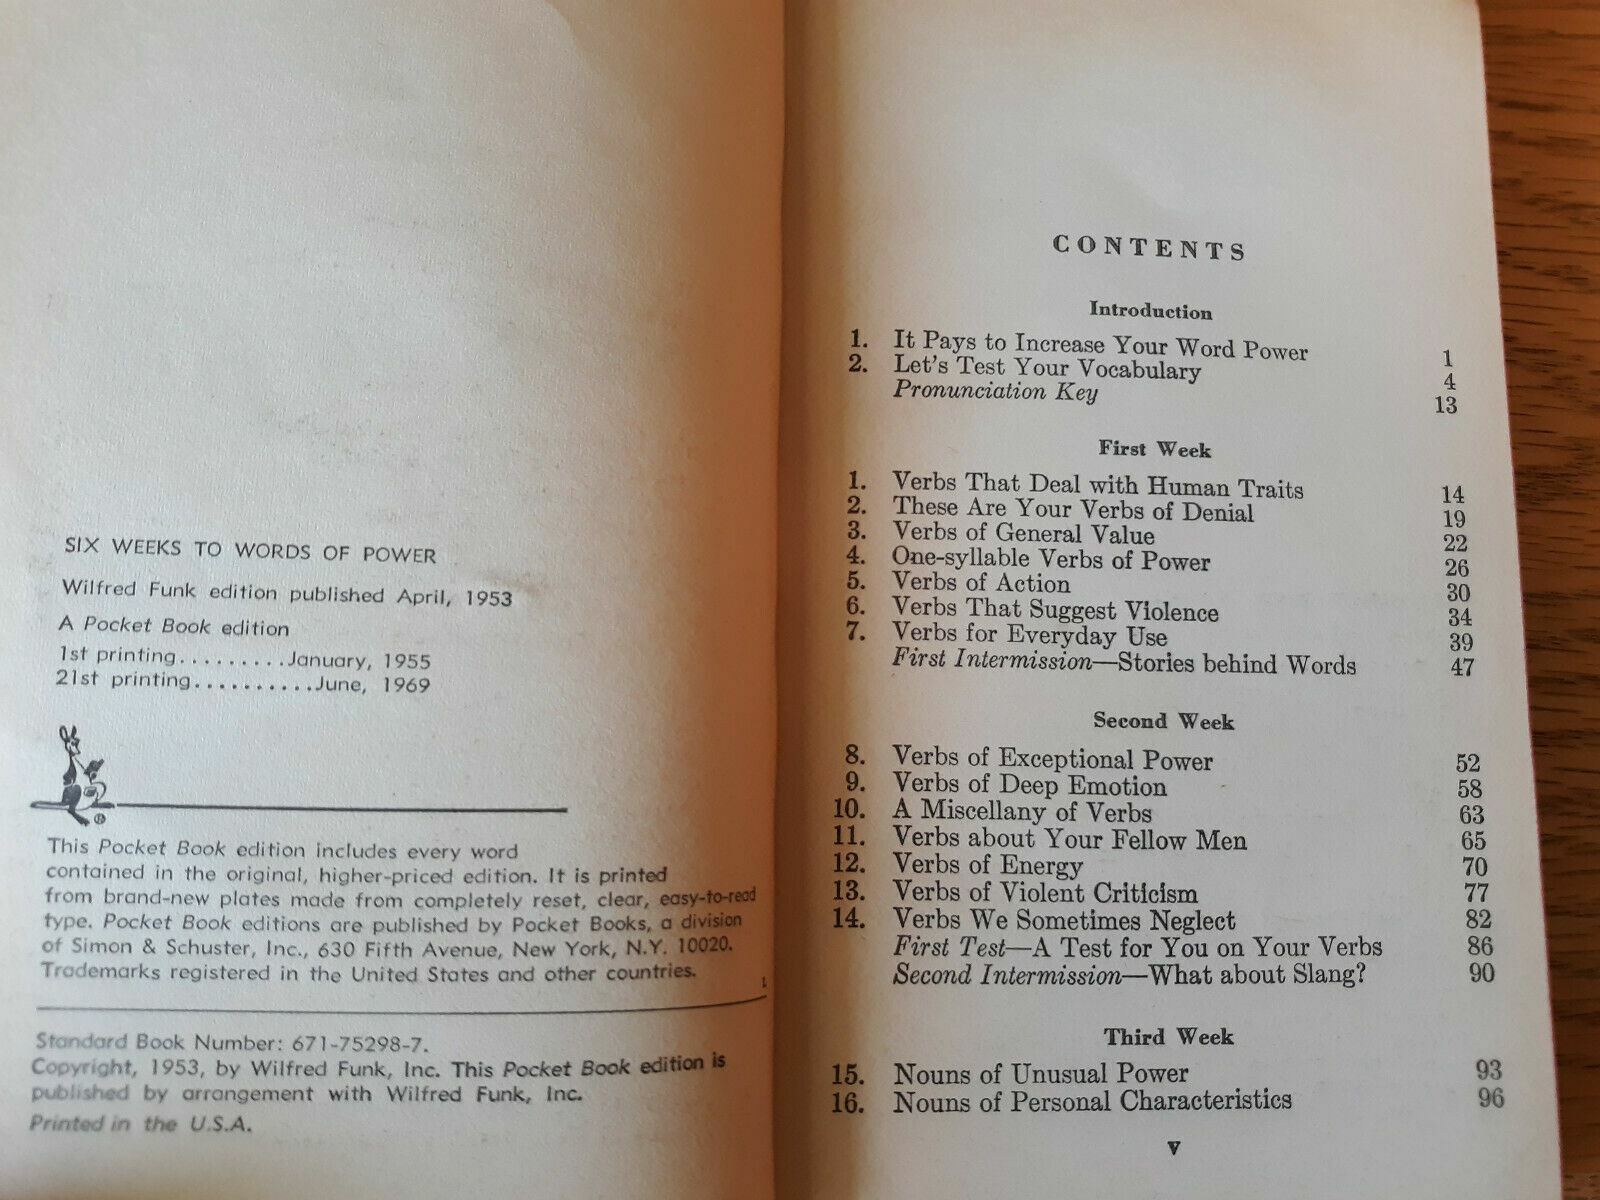 SIX WEEKS TO WORDS OF POWER
Wilfred Funk edition published April, 1953
A Pocket Book edition
1st printing.........January, 1955
21st printing..........June, 1969
®
This Pocket Book edition includes every word
contained in the original, higher-priced edition. It is printed
from brand-new plates made from completely reset, clear, easy-to-read
type. Pocket Book editions are published by Pocket Books, a division
of Simon & Schuster, Inc., 630 Fifth Avenue, New York, N.Y. 10020.
Trademarks registered in the United States and other countries.
L
Standard Book Number: 671-75298-7.
Copyright, 1953, by Wilfred Funk, Inc. This Pocket Book edition is
published by arrangement with Wilfred Funk, Inc.
Printed in the U.S.A.
CONTENTS
Introduction
1. It Pays to Increase Your Word Power 1
2. Let's Test Your Vocabulary 4
Pronunciation Key 13
First Week
1. Verbs That Deal with Human Traits 14
2. These Are Your Verbs of Denial 19
3. Verbs of General Value 22
4. One-syllable Verbs of Power 26
5. Verbs of Action 30
6. Verbs That Suggest Violence 34
7. Verbs for Everyday Use 39
First Intermission—Stories behind Words 47
Second Week
8. Verbs of Exceptional Power 52
9. Verbs of Deep Emotion 58
10. A Miscellany of Verbs 63
11. Verbs about Your Fellow Men 65
12. Verbs of Energy 70
13. Verbs of Violent Criticism 77
14. Verbs We Sometimes Neglect 82
First Test—A Test for You on Your Verbs 86
Second Intermission—What about Slang? 90
Third Week
15. Nouns of Unusual Power 93
16. Nouns of Personal Characteristics 96
V